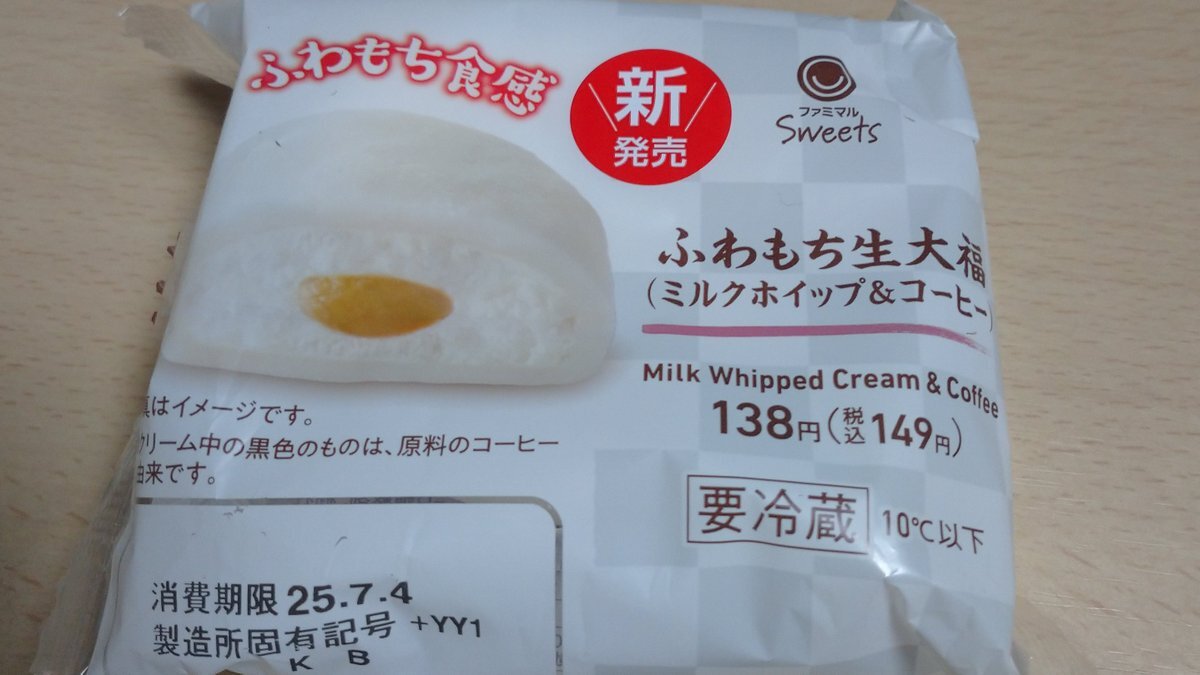 ふわもち食感
新
発売
ファミマル
Sweets
ふわもち生大福
(ミルクホイップ&コーヒー)
Milk Whipped Cream & Coffee
138円(税込149円)
真はイメージです。
クリーム中の黒色のものは、原料のコーヒー
由来です。
要冷蔵 10℃以下
消費期限 25.7.4
製造所固有記号 +YY1
K B